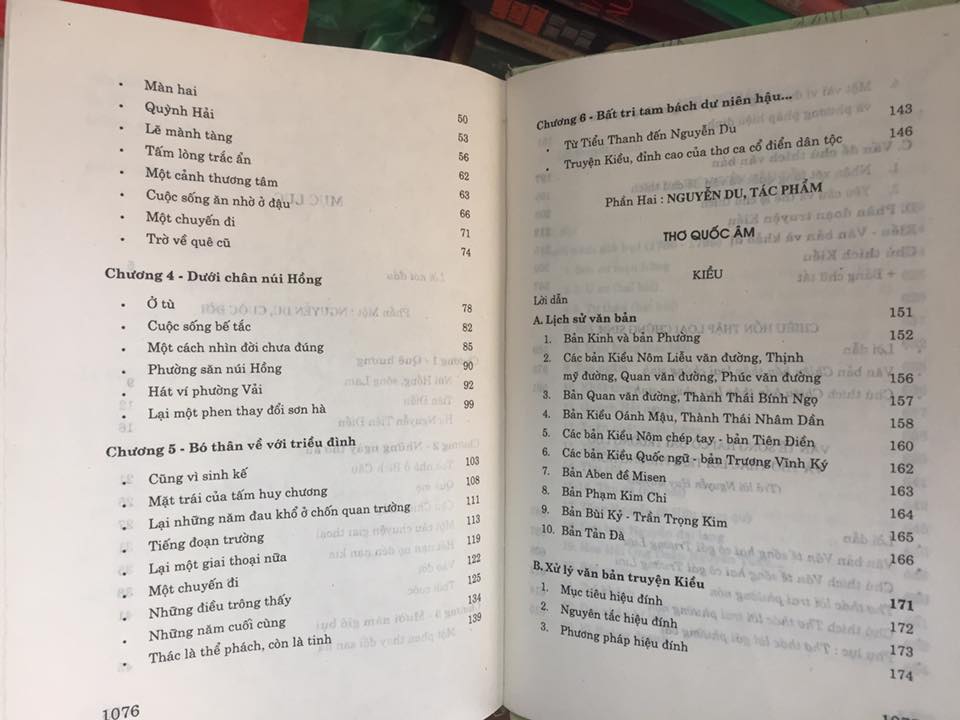 • Màn hai 50
• Quỳnh Hải 53
• Lẽ mành tàng 56
• Tấm lòng trắc ẩn 62
• Một cảnh thương tâm 63
• Cuộc sống ăn nhờ ở đậu 66
• Một chuyến đi 71
• Trờ về quê cũ 74
Chương 4 - Dưới chân núi Hồng
• Ở tù 78
• Cuộc sống bế tắc 82
• Một cách nhìn đời chưa đúng 85
• Phường săn núi Hồng 90
• Hát ví phường Vải 92
• Lại một phen thay đổi sơn hà 99
Chương 5 - Bó thân về với triều đình
• Cũng vì sinh kế 103
• Mặt trái của tấm huy chương 108
• Lại những năm đau khổ ở chốn quan trường 111
• Tiếng đoạn trường 113
• Lại một giai thoại nữa 119
• Một chuyến đi 122
• Những điều trông thấy 125
• Những năm cuối cùng 134
• Thác là thể phách, còn là tinh 139
1076
Chương 6 - Bất tri tam bách dư niên hậu...
• Từ Tiểu Thanh đến Nguyễn Du 143
• Truyện Kiều, đỉnh cao của thơ ca cổ điển dân tộc 146
Phần Hai : NGUYỄN DU, TÁC PHẨM
THƠ QUỐC ÂM
KIỀU
Lời dẫn 151
A. Lịch sử văn bản
1. Bản Kinh và bản Phường 152
2. Các bản Kiều Nôm Liễu văn đường, Thịnh
mỹ đường, Quan văn đường, Phúc văn đường 156
3. Bản Quan văn đường, Thành Thái Bính Ngọ 157
4. Bản Kiều Oánh Mậu, Thành Thái Nhâm Dần 158
5. Các bản Kiều Nôm chép tay - bản Tiên Điền 160
6. Các bản Kiều Quốc ngữ - bản Trương Vĩnh Ký 162
7. Bản Aben đề Misen 163
8. Bản Phạm Kim Chi 164
9. Bản Bùi Kỷ - Trần Trọng Kim 165
10. Bản Tản Đà 166
B. Xử lý văn bản truyện Kiều 171
1. Mục tiêu hiệu đính 172
2. Nguyên tắc hiệu đính 173
3. Phương pháp hiệu đính 174